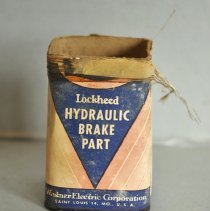 Lockheed
HYDRAULIC
BRAKE
PART
Wagner Electric Corporation
SAINT LOUIS 14, MO., U.S.A.